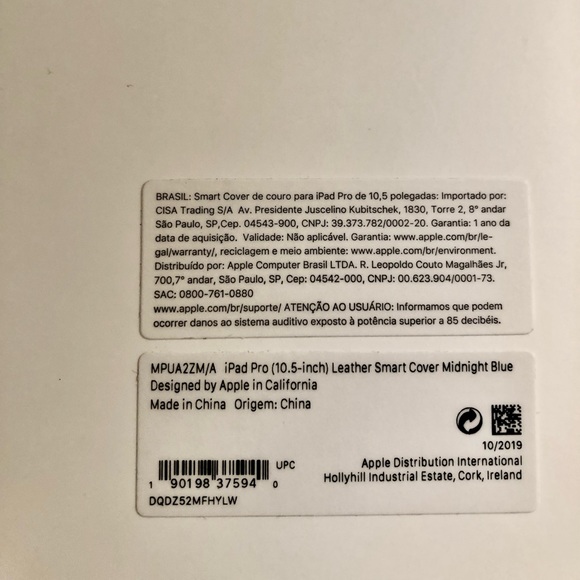 BRASIL: Smart Cover de couro para iPad Pro de 10,5 polegadas: Importado por:
CISA Trading S/A Av. Presidente Juscelino Kubitschek, 1830, Torre 2, 8° andar
São Paulo, SP,Cep. 04543-900, CNPJ: 39.373.782/0002-20. Garantia: 1 ano da
data de aquisição. Validade: Não aplicável. Garantia: www.apple.com/br/le-
gal/warranty/, reciclagem e meio ambiente: www.apple.com/br/environment.
Distribuído por: Apple Computer Brasil LTDA. R. Leopoldo Couto Magalhães Jr,
700,7° andar, São Paulo, SP, Cep: 04542-000, CNPJ: 00.623.904/0001-73.
SAC: 0800-761-0880
www.apple.com/br/suporte/ ATENÇÃO AO USUÁRIO: Informamos que podem
ocorrer danos ao sistema auditivo exposto à potência superior a 85 decibéis.
MPUA2ZM/A iPad Pro (10.5-inch) Leather Smart Cover Midnight Blue
Designed by Apple in California
Made in China Origem: China
10/2019
UPC
1 90198 37594 0
DQDZ52MFHYLW
Apple Distribution International
Hollyhill Industrial Estate, Cork, Ireland